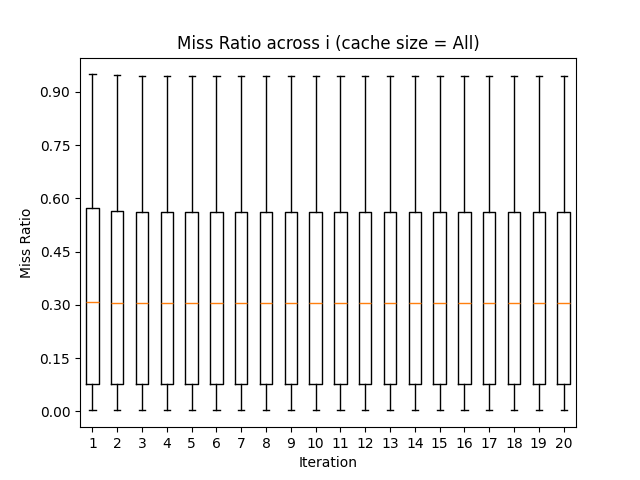 Miss Ratio across i (cache size = All)
Miss Ratio
0.90
0.75
0.60
0.45
0.30
0.15
0.00
1 2 3 4 5 6 7 8 9 10 11 12 13 14 15 16 17 18 19 20
Iteration